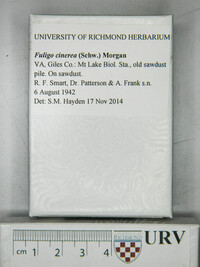 UNIVERSITY OF RICHMOND HERBARIUM
Fuligo cinerea (Schw.) Morgan
VA, Giles Co.: Mt Lake Biol. Sta., old sawdust
pile. On sawdust.
R. F. Smart, Dr. Patterson & A. Frank s.n.
6 August 1942
Det: S.M. Hayden 17 Nov 2014
cm 1 2 3 4 URV